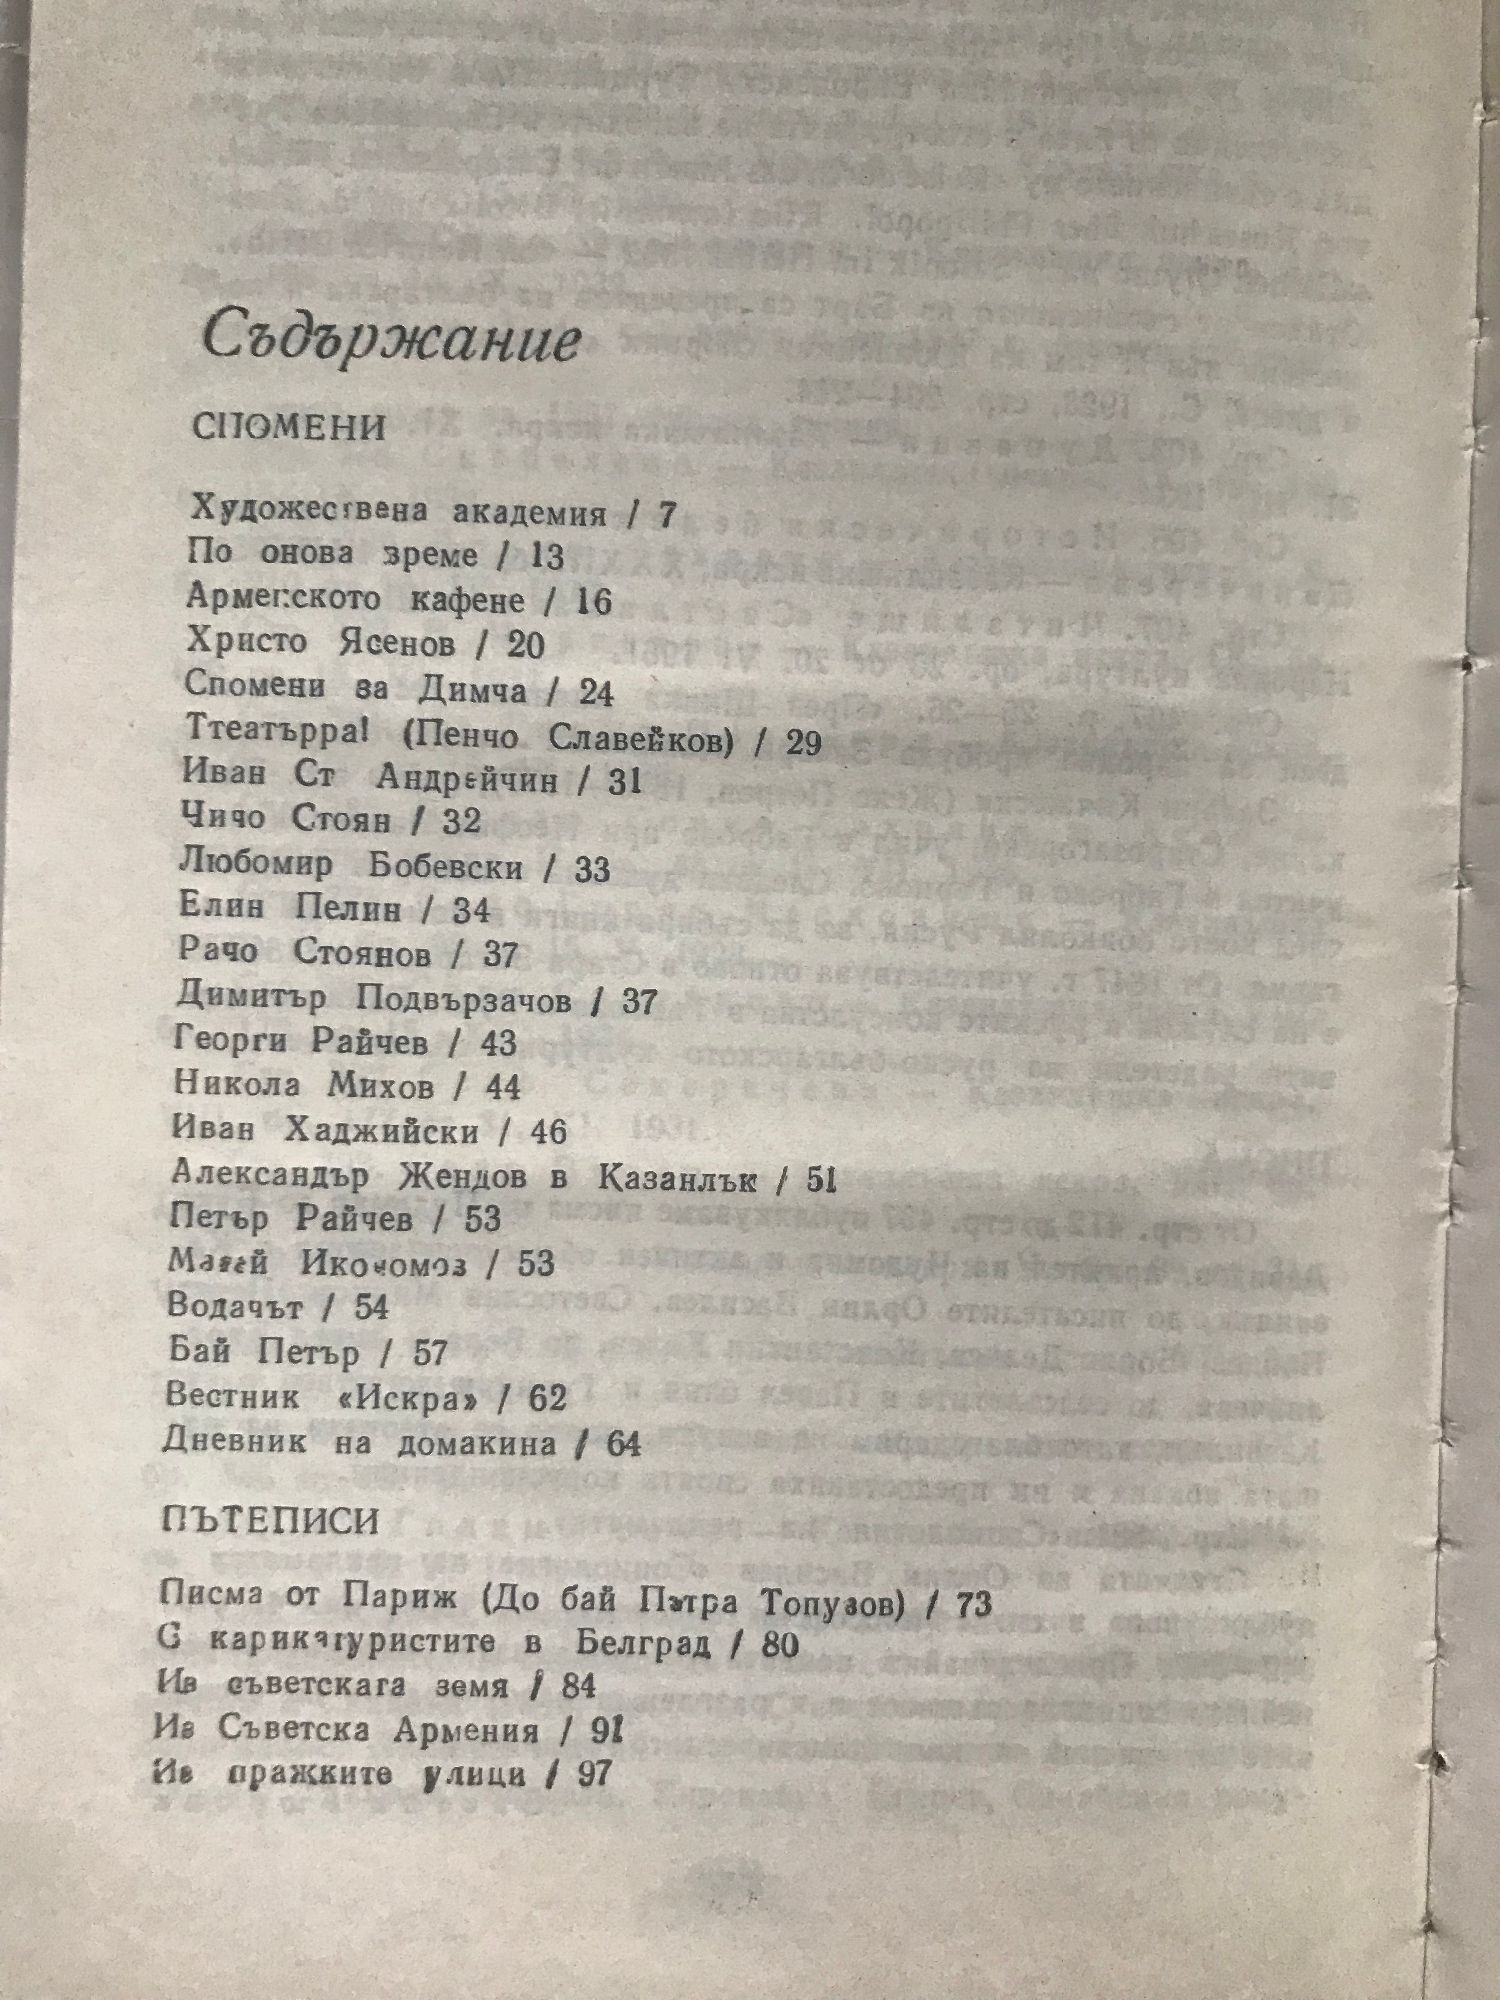 Съдържание
СПОМЕНИ
Художествена академия / 7
По онова време / 13
Арменското кафене / 16
Христо Ясенов / 20
Спомени за Димча / 24
Ттеатърра! (Пенчо Славейков) / 29
Иван Ст Андрейчин / 31
Чичо Стоян / 32
Любомир Бобевски / 33
Елин Пелин / 34
Рачо Стоянов / 37
Димитър Подвързачов / 37
Георги Райчев / 43
Никола Михов / 44
Иван Хаджийски / 46
Александър Жендов в Казанлък / 51
Петър Райчев / 53
Матей Икономов / 53
Водачът / 54
Бай Петър / 57
Вестник «Искра» / 62
Дневник на домакина / 64
ПЪТЕПИСИ
Писма от Париж (До бай Петра Топузов) / 73
С карикатуристите в Белград / 80
Из съветската земя / 84
Из Съветска Армения / 91
Из пражките улици / 97